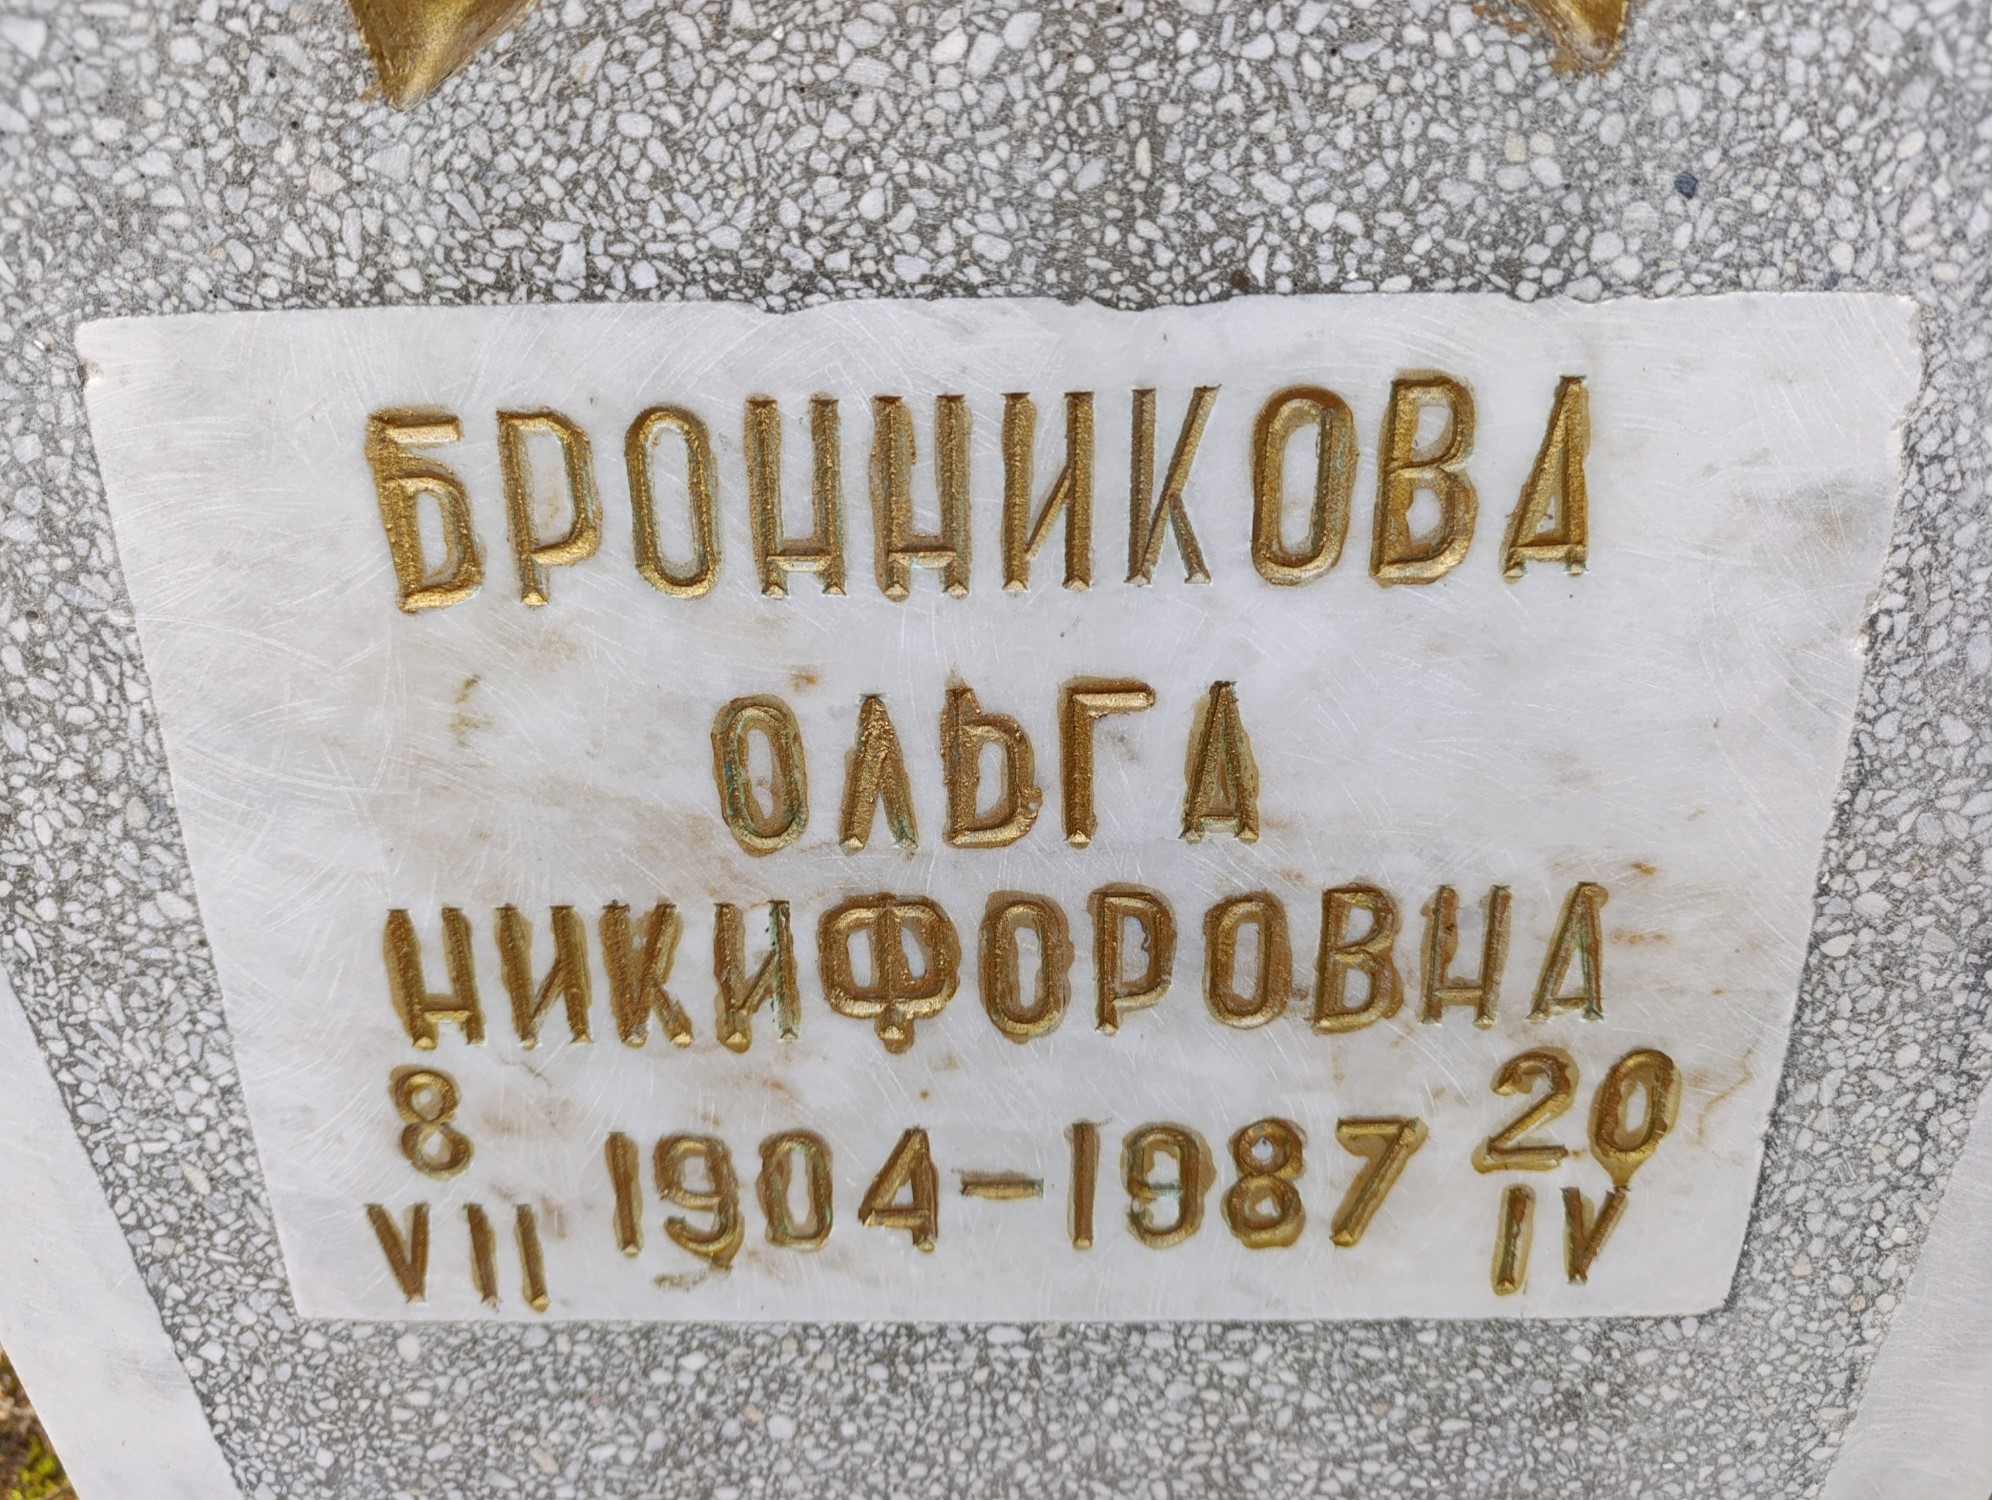 БРОННИКОВА
ОЛЬГА
НИКИФОРОВНА
8 VII 1904-1987 20 IV